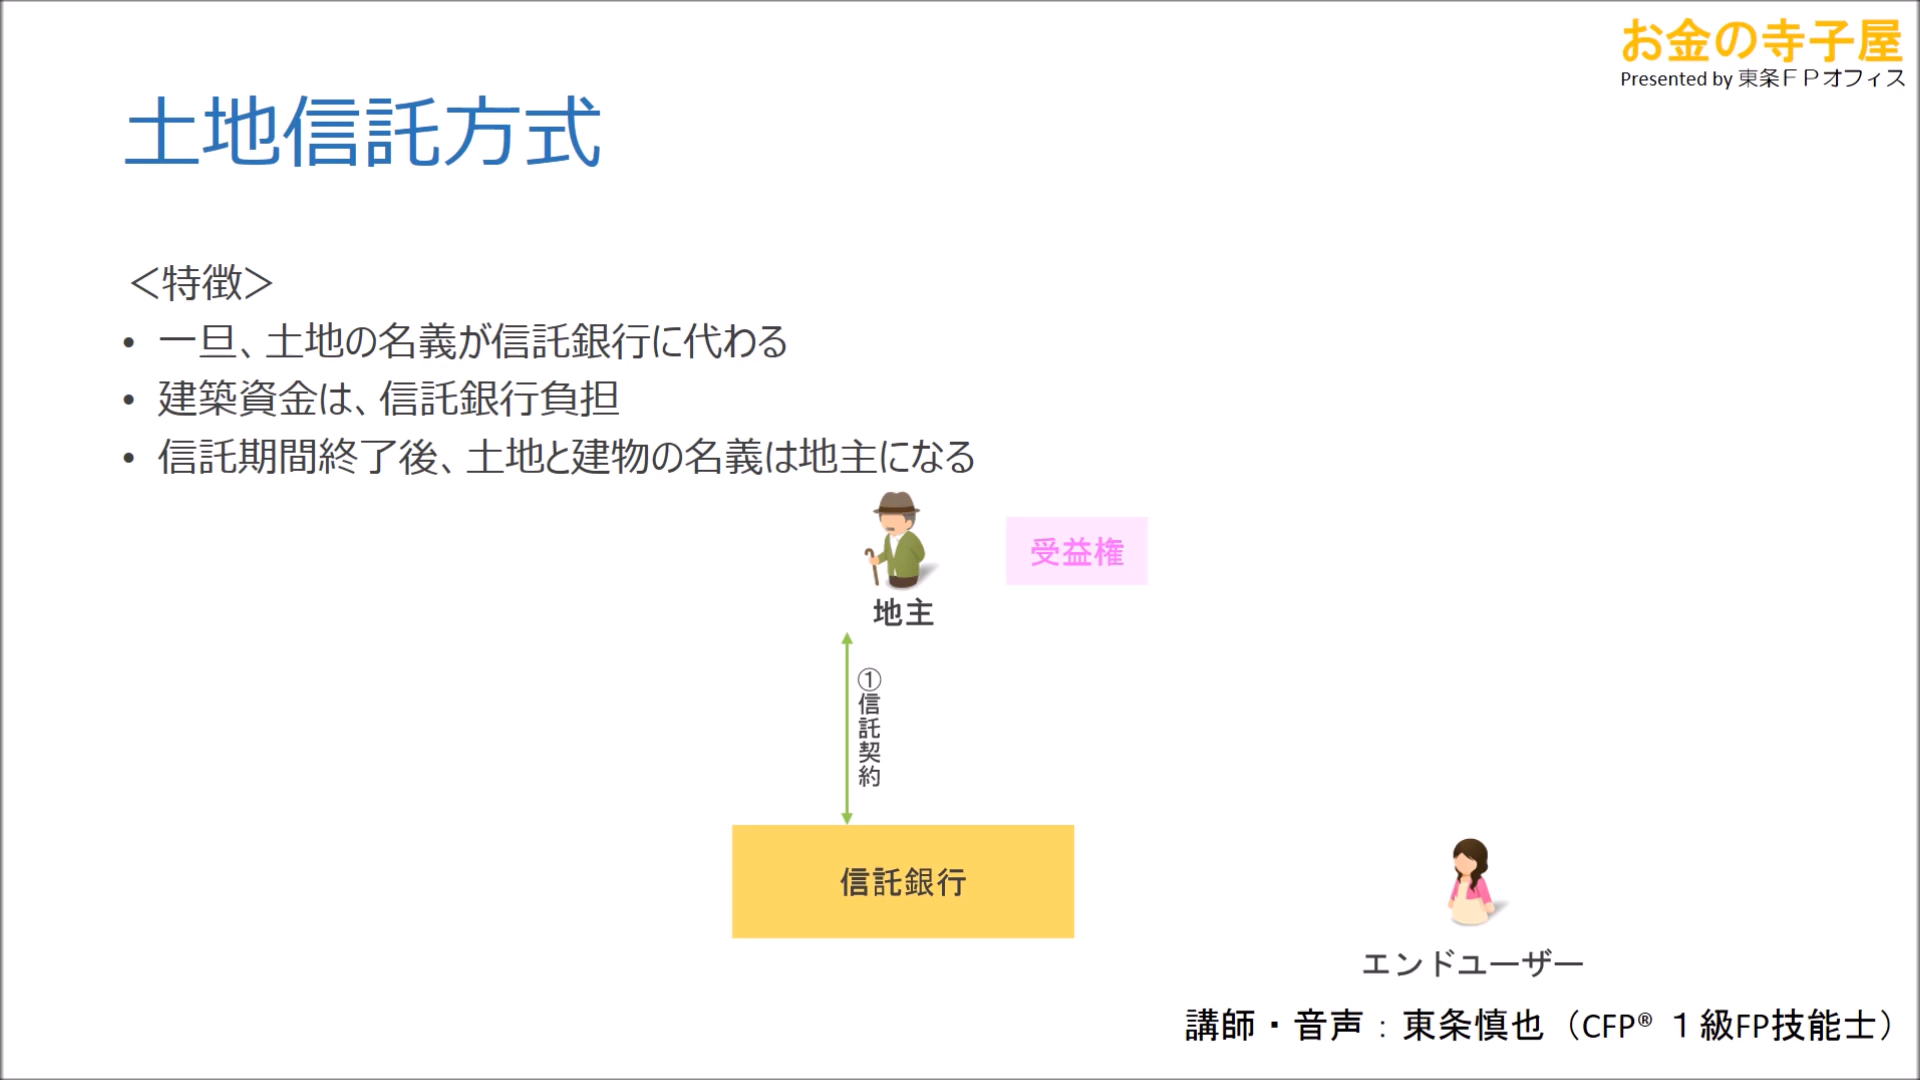 お金の寺子屋
Presented by 東条ＦＰオフィス
土地信託方式
＜特徴＞
• 一旦、土地の名義が信託銀行に代わる
• 建築資金は、信託銀行負担
• 信託期間終了後、土地と建物の名義は地主になる
受益権
地主
①信託契約
信託銀行
エンドユーザー
講師・音声：東条慎也（CFP® １級FP技能士）